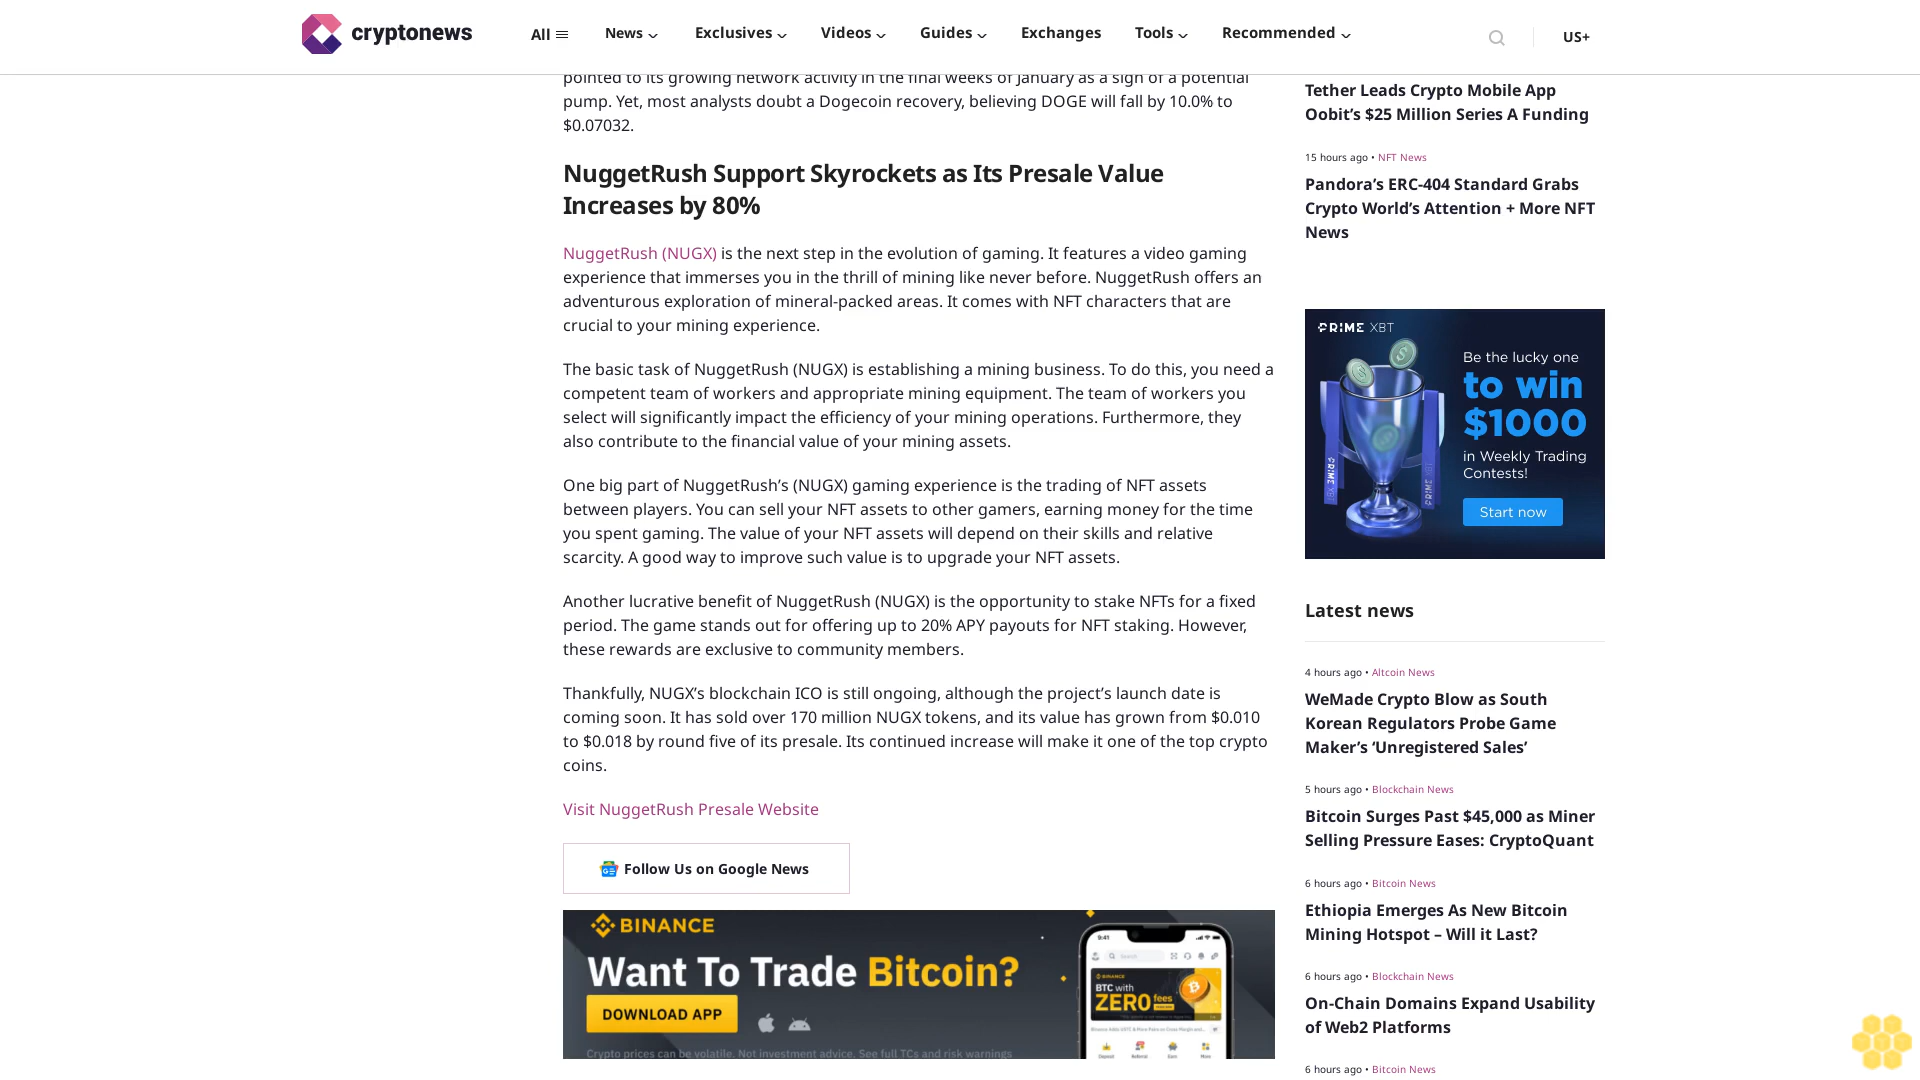 cryptonews
All
News
Exclusives
Videos
Guides
Exchanges
Tools
Recommended
US+
pointed to its growing network activity in the final weeks of January as a sign of a potential
pump. Yet, most analysts doubt a Dogecoin recovery, believing DOGE will fall by 10.0% to
$0.07032.
NuggetRush Support Skyrockets as Its Presale Value
Increases by 80%
NuggetRush (NUGX) is the next step in the evolution of gaming. It features a video gaming
experience that immerses you in the thrill of mining like never before. NuggetRush offers an
adventurous exploration of mineral-packed areas. It comes with NFT characters that are
crucial to your mining experience.
The basic task of NuggetRush (NUGX) is establishing a mining business. To do this, you need a
competent team of workers and appropriate mining equipment. The team of workers you
select will significantly impact the efficiency of your mining operations. Furthermore, they
also contribute to the financial value of your mining assets.
One big part of NuggetRush’s (NUGX) gaming experience is the trading of NFT assets
between players. You can sell your NFT assets to other gamers, earning money for the time
you spent gaming. The value of your NFT assets will depend on their skills and relative
scarcity. A good way to improve such value is to upgrade your NFT assets.
Another lucrative benefit of NuggetRush (NUGX) is the opportunity to stake NFTs for a fixed
period. The game stands out for offering up to 20% APY payouts for NFT staking. However,
these rewards are exclusive to community members.
Thankfully, NUGX’s blockchain ICO is still ongoing, although the project’s launch date is
coming soon. It has sold over 170 million NUGX tokens, and its value has grown from $0.010
to $0.018 by round five of its presale. Its continued increase will make it one of the top crypto
coins.
Visit NuggetRush Presale Website
Follow Us on Google News
BINANCE
Want To Trade Bitcoin?
DOWNLOAD APP
Crypto prices can be volatile. Not investment advice. See full TCs and risk warnings
9:41
Search
BINANCE
BTC with
ZERO fees
Deposit
Referral
Earn
More
Tether Leads Crypto Mobile App
Oobit’s $25 Million Series A Funding
15 hours ago • NFT News
Pandora’s ERC-404 Standard Grabs
Crypto World’s Attention + More NFT
News
PRIME XBT
Be the lucky one
to win
$1000
in Weekly Trading
Contests!
Start now
PRIME XBT
PRIME
Latest news
4 hours ago • Altcoin News
WeMade Crypto Blow as South
Korean Regulators Probe Game
Maker’s ‘Unregistered Sales’
5 hours ago • Blockchain News
Bitcoin Surges Past $45,000 as Miner
Selling Pressure Eases: CryptoQuant
6 hours ago • Bitcoin News
Ethiopia Emerges As New Bitcoin
Mining Hotspot – Will it Last?
6 hours ago • Blockchain News
On-Chain Domains Expand Usability
of Web2 Platforms
6 hours ago • Bitcoin News